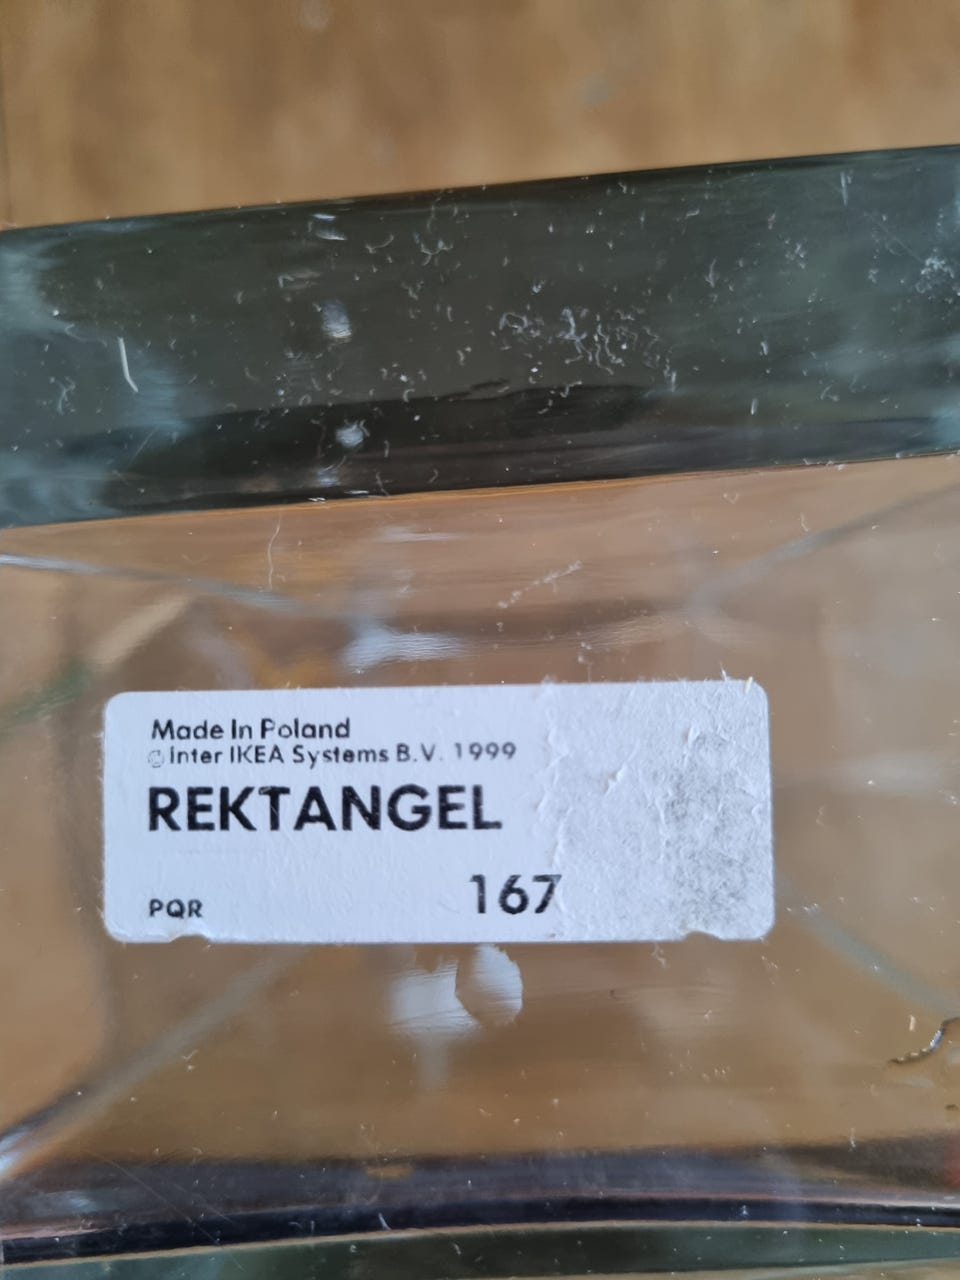 Made In Poland
©Inter IKEA Systems B.V. 1999
REKTANGEL
167
PQR